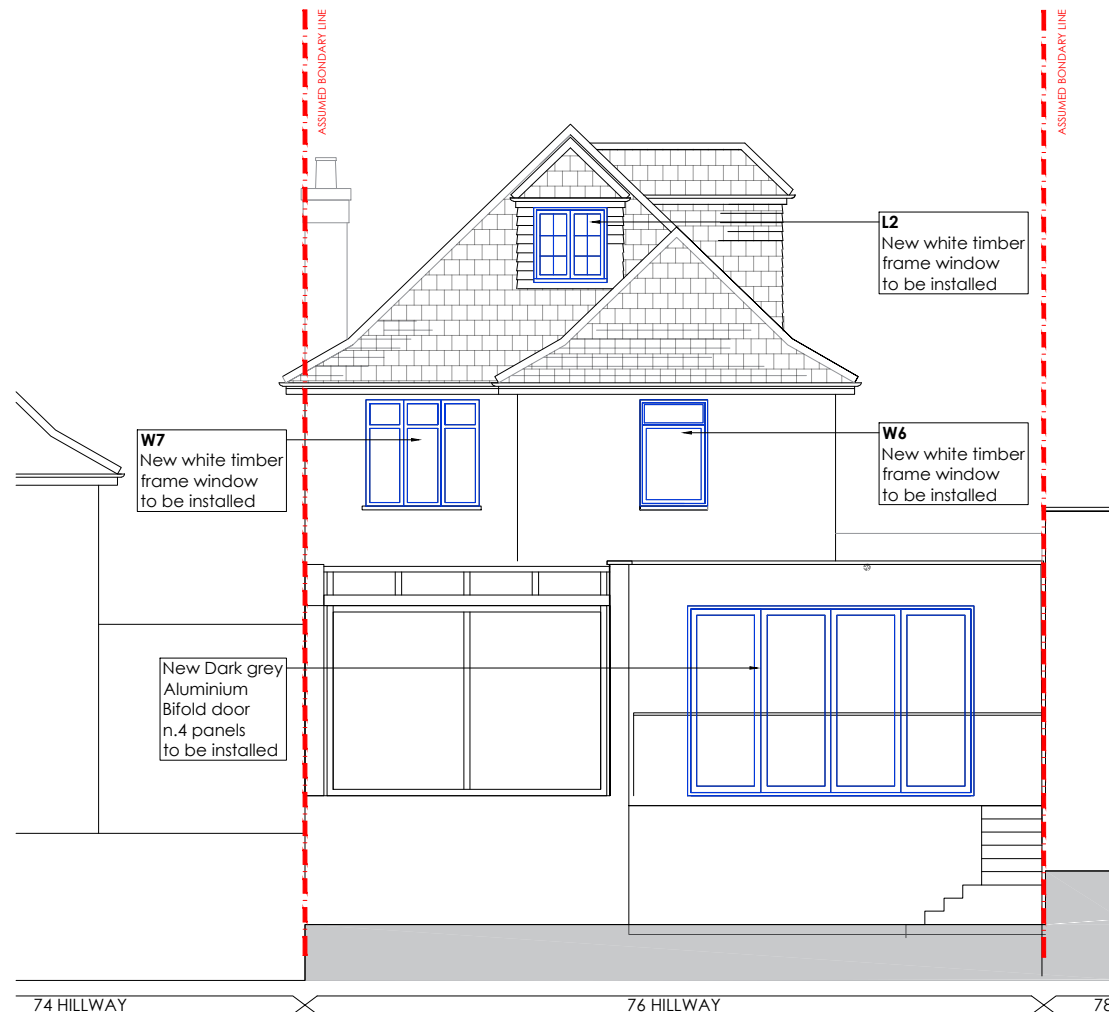 ASSUMED BONDARY LINE
ASSUMED BONDARY LINE
L2
New white timber
frame window
to be installed
W7
New white timber
frame window
to be installed
W6
New white timber
frame window
to be installed
New Dark grey
Aluminium
Bifold door
n.4 panels
to be installed
74 HILLWAY
76 HILLWAY
78